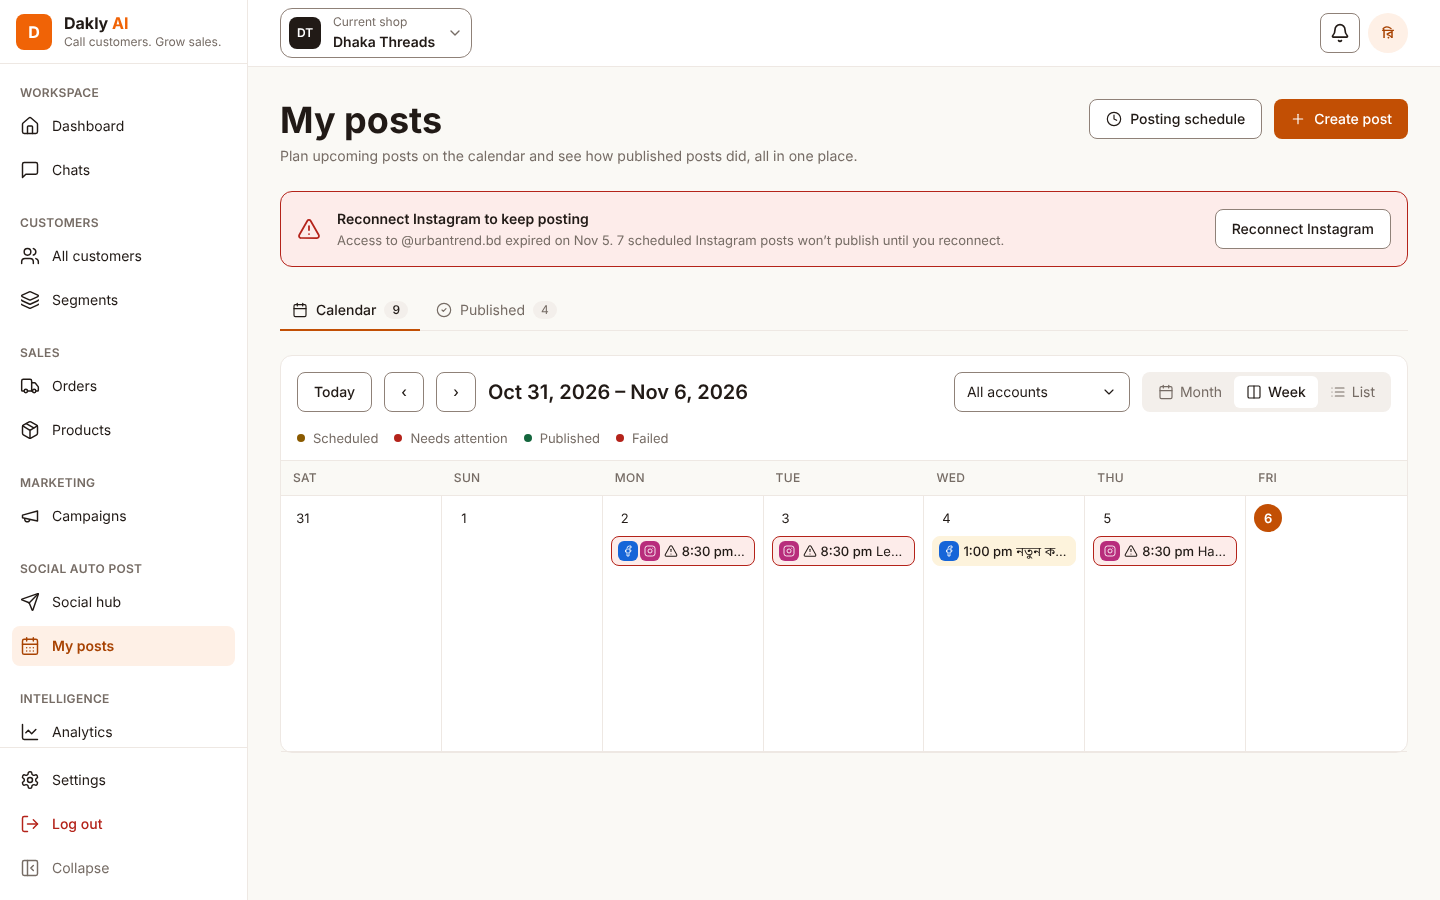 D
Dakly AI
Call customers. Grow sales.
WORKSPACE
Dashboard
Chats
CUSTOMERS
All customers
Segments
SALES
Orders
Products
MARKETING
Campaigns
SOCIAL AUTO POST
Social hub
My posts
INTELLIGENCE
Analytics
Settings
Log out
Collapse
DT
Current shop
Dhaka Threads
রি
My posts
Plan upcoming posts on the calendar and see how published posts did, all in one place.
Posting schedule
Create post
Reconnect Instagram to keep posting
Access to @urbantrend.bd expired on Nov 5. 7 scheduled Instagram posts won’t publish until you reconnect.
Reconnect Instagram
Calendar 9
Published 4
Today ‹ › Oct 31, 2026 – Nov 6, 2026
All accounts
Month Week List
Scheduled Needs attention Published Failed
SAT SUN MON TUE WED THU FRI
31 1 2 3 4 5 6
8:30 pm...
8:30 pm Le...
1:00 pm নতুন ক...
8:30 pm Ha...